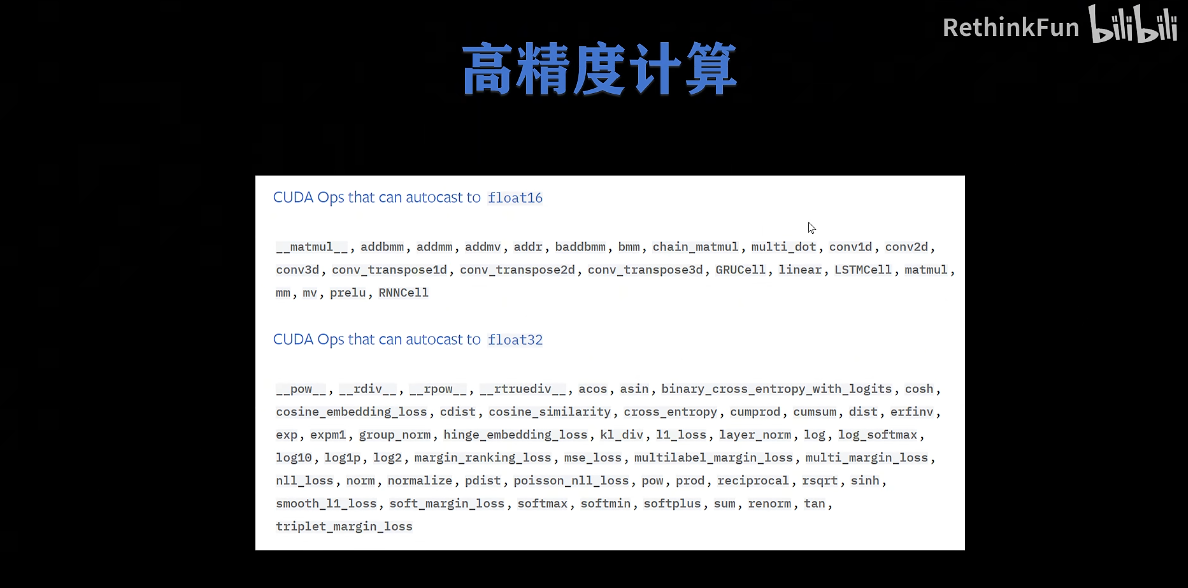 RethinkFun bilibili
高精度计算
CUDA Ops that can autocast to float16
__matmul__, addbmm, addmm, addmv, addr, baddbmm, bmm, chain_matmul, multi_dot, conv1d, conv2d,
conv3d, conv_transpose1d, conv_transpose2d, conv_transpose3d, GRUCell, linear, LSTMCell, matmul,
mm, mv, prelu, RNNCell
CUDA Ops that can autocast to float32
__pow__, __rdiv__, __rpow__, __rtruediv__, acos, asin, binary_cross_entropy_with_logits, cosh,
cosine_embedding_loss, cdist, cosine_similarity, cross_entropy, cumprod, cumsum, dist, erfinv,
exp, expm1, group_norm, hinge_embedding_loss, kl_div, l1_loss, layer_norm, log, log_softmax,
log10, log1p, log2, margin_ranking_loss, mse_loss, multilabel_margin_loss, multi_margin_loss,
nll_loss, norm, normalize, pdist, poisson_nll_loss, pow, prod, reciprocal, rsqrt, sinh,
smooth_l1_loss, soft_margin_loss, softmax, softmin, softplus, sum, renorm, tan,
triplet_margin_loss